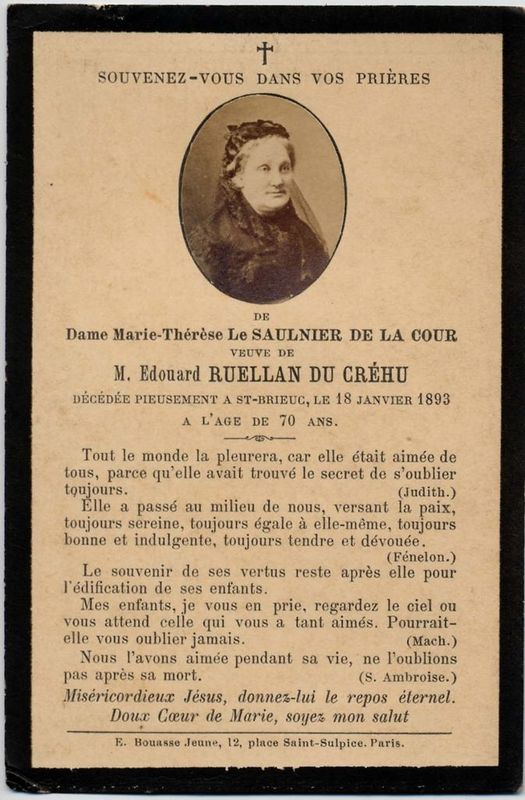 SOUVENEZ-VOUS DANS VOS PRIÈRES
DE
Dame Marie-Thérèse Le SAULNIER DE LA COUR
VEUVE DE
M. Edouard RUELLAN DU CRÉHU
DÉCÉDÉE PIEUSEMENT A ST-BRIEUC, LE 18 JANVIER 1893
A L'AGE DE 70 ANS.
Tout le monde la pleurera, car elle était aimée de
tous, parce qu'elle avait trouvé le secret de s'oublier
toujours. (Judith.)
Elle a passé au milieu de nous, versant la paix,
toujours sereine, toujours égale à elle-même, toujours
bonne et indulgente, toujours tendre et dévouée.
(Fénelon.)
Le souvenir de ses vertus reste après elle pour
l'édification de ses enfants.
Mes enfants, je vous en prie, regardez le ciel ou
vous attend celle qui vous a tant aimés. Pourrait-
elle vous oublier jamais. (Mach.)
Nous l'avons aimée pendant sa vie, ne l'oublions
pas après sa mort. (S. Ambroise.)
Miséricordieux Jésus, donnez-lui le repos éternel.
Doux Cœur de Marie, soyez mon salut
E. Bouasse Jeune, 12, place Saint-Sulpice. Paris.